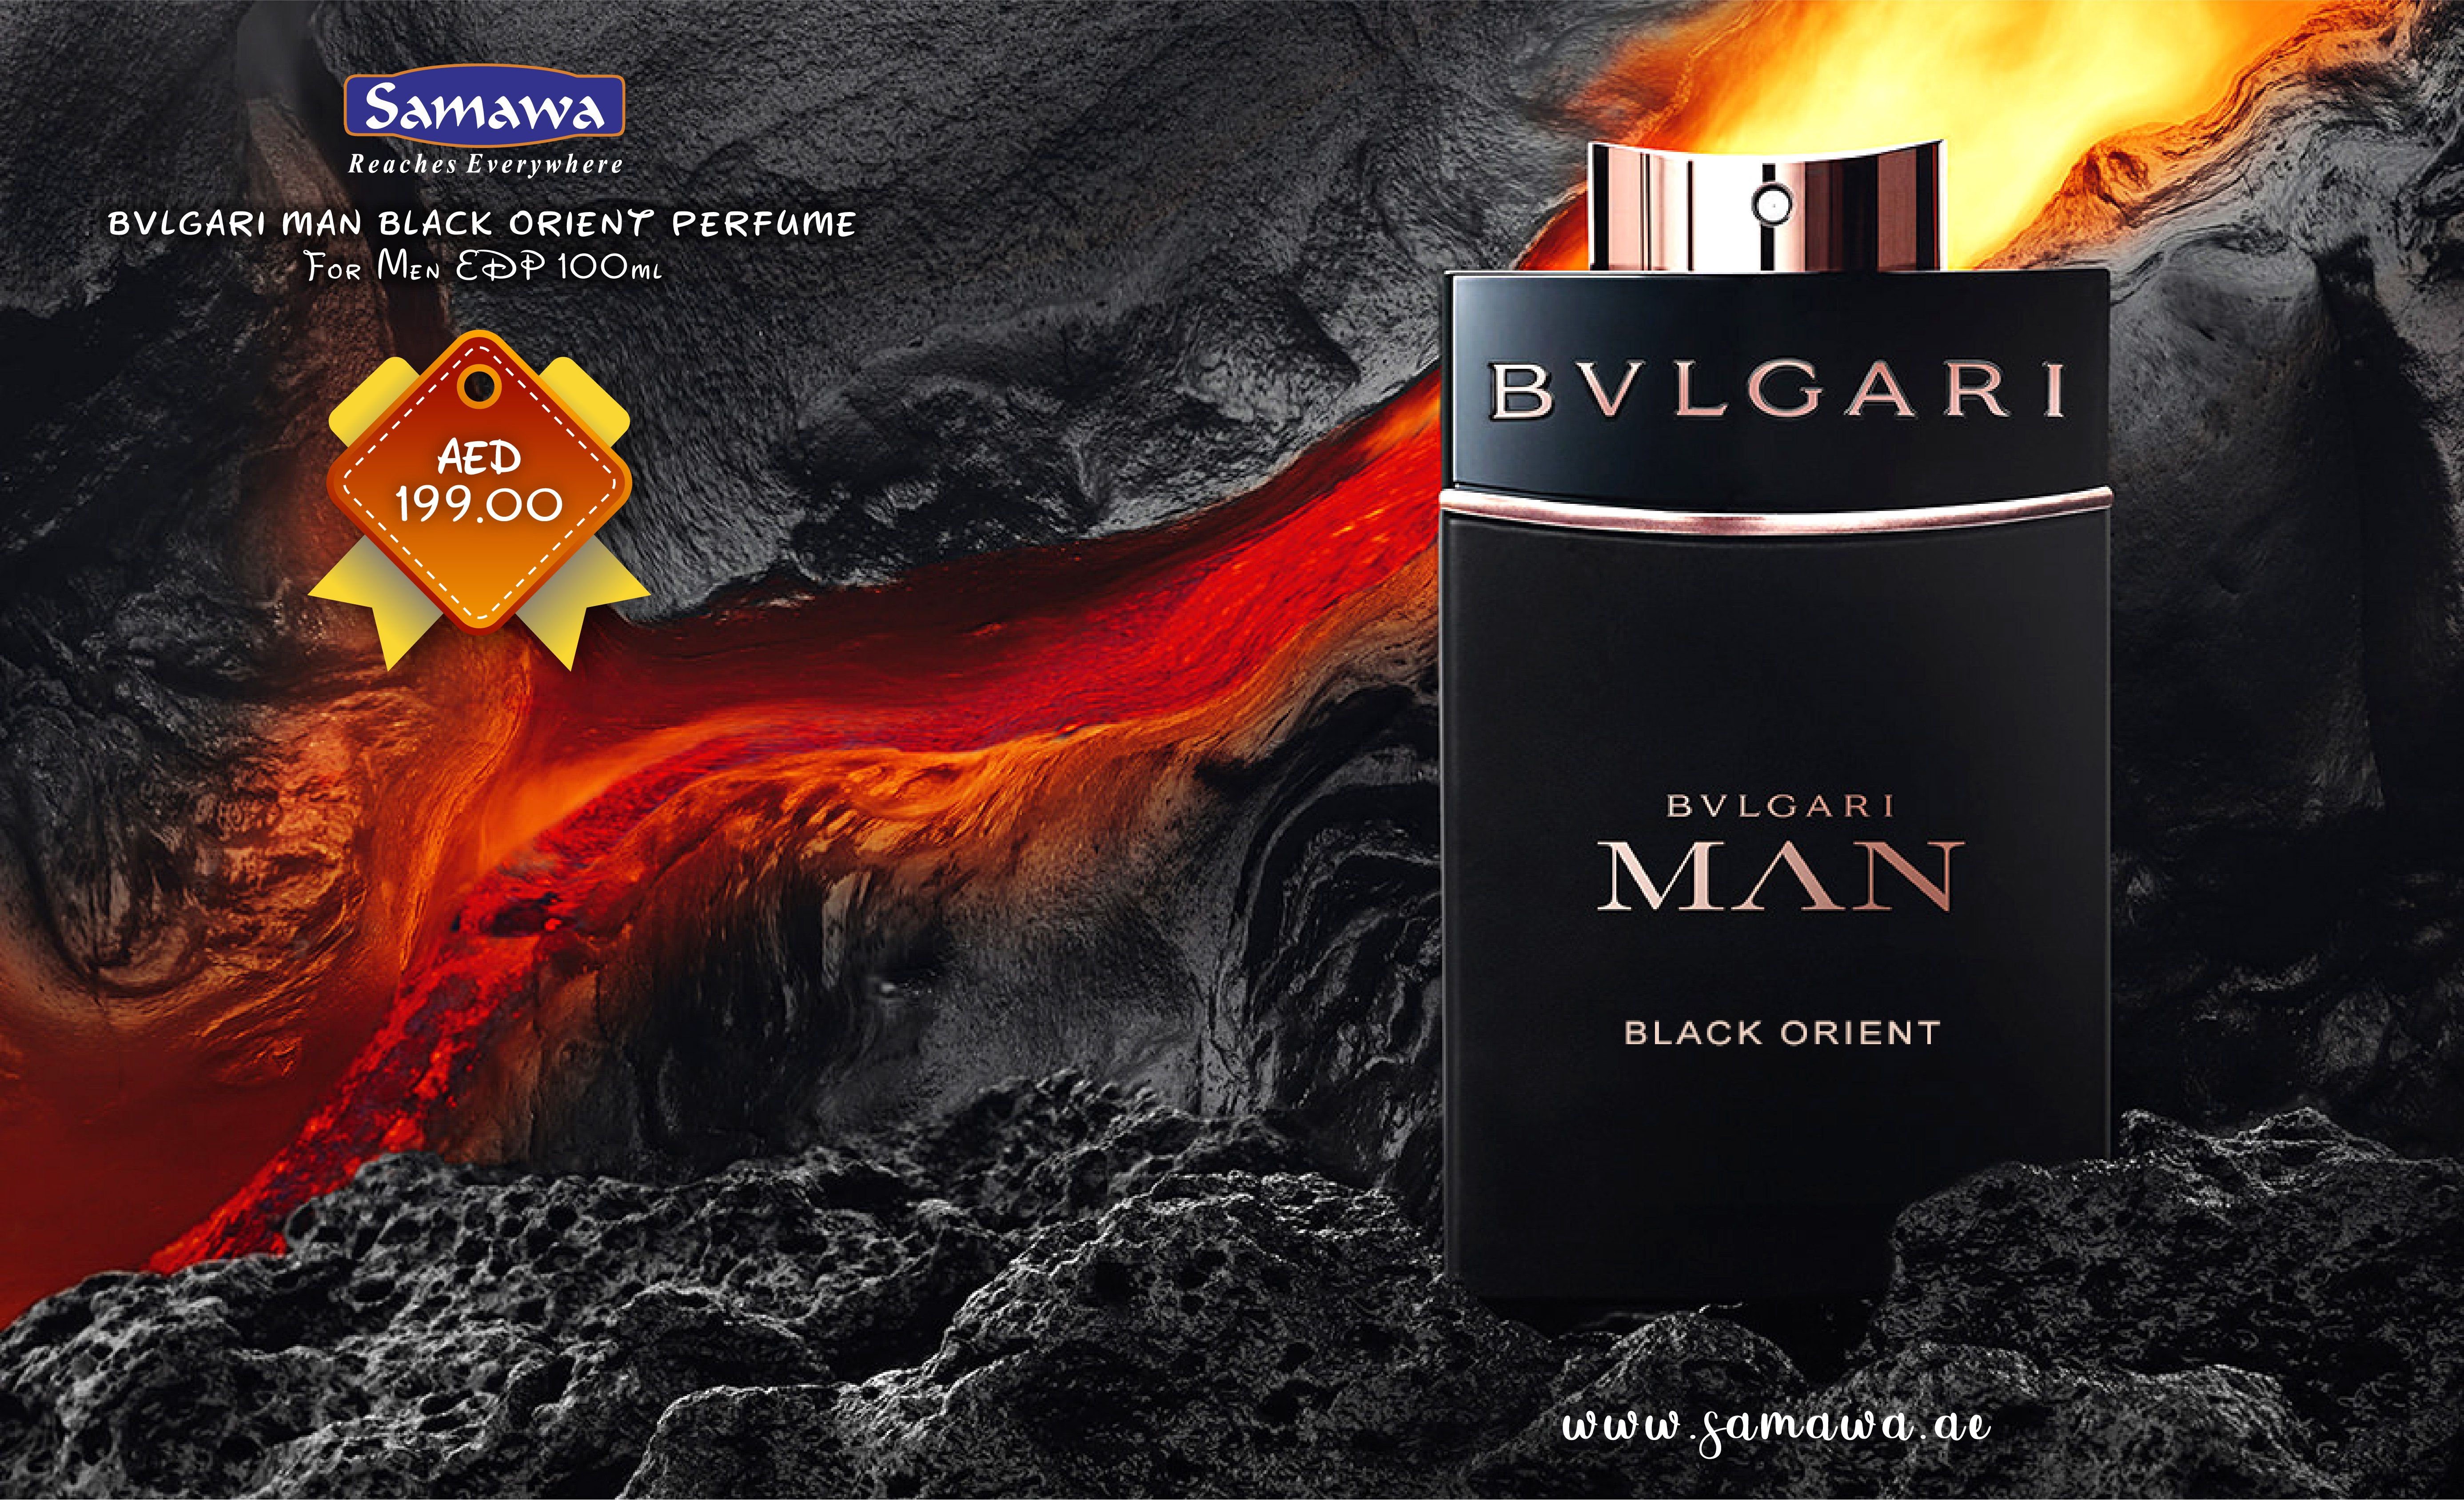 Samawa
Reaches Everywhere
BVLGARI MAN BLACK ORIENT PERFUME
For Men EDP 100ml
AED
199.00
BVLGARI
BVLGARI
MAN
BLACK ORIENT
www.samawa.ae